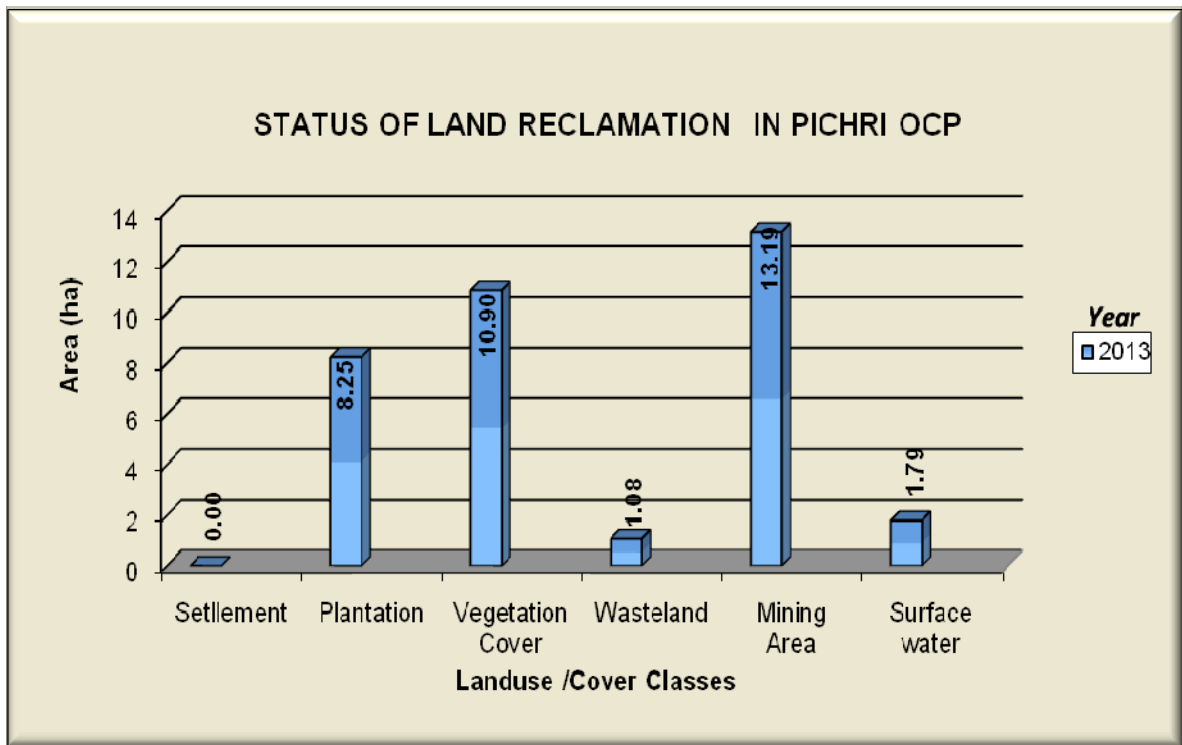 STATUS OF LAND RECLAMATION IN PICHRI OCP
14
12
10
8
6
4
2
0
Area (ha)
0.00
8.25
10.90
1.08
13.19
1.79
Setllement
Plantation
Vegetation
Cover
Wasteland
Mining
Area
Surface
water
Landuse /Cover Classes
Year
2013